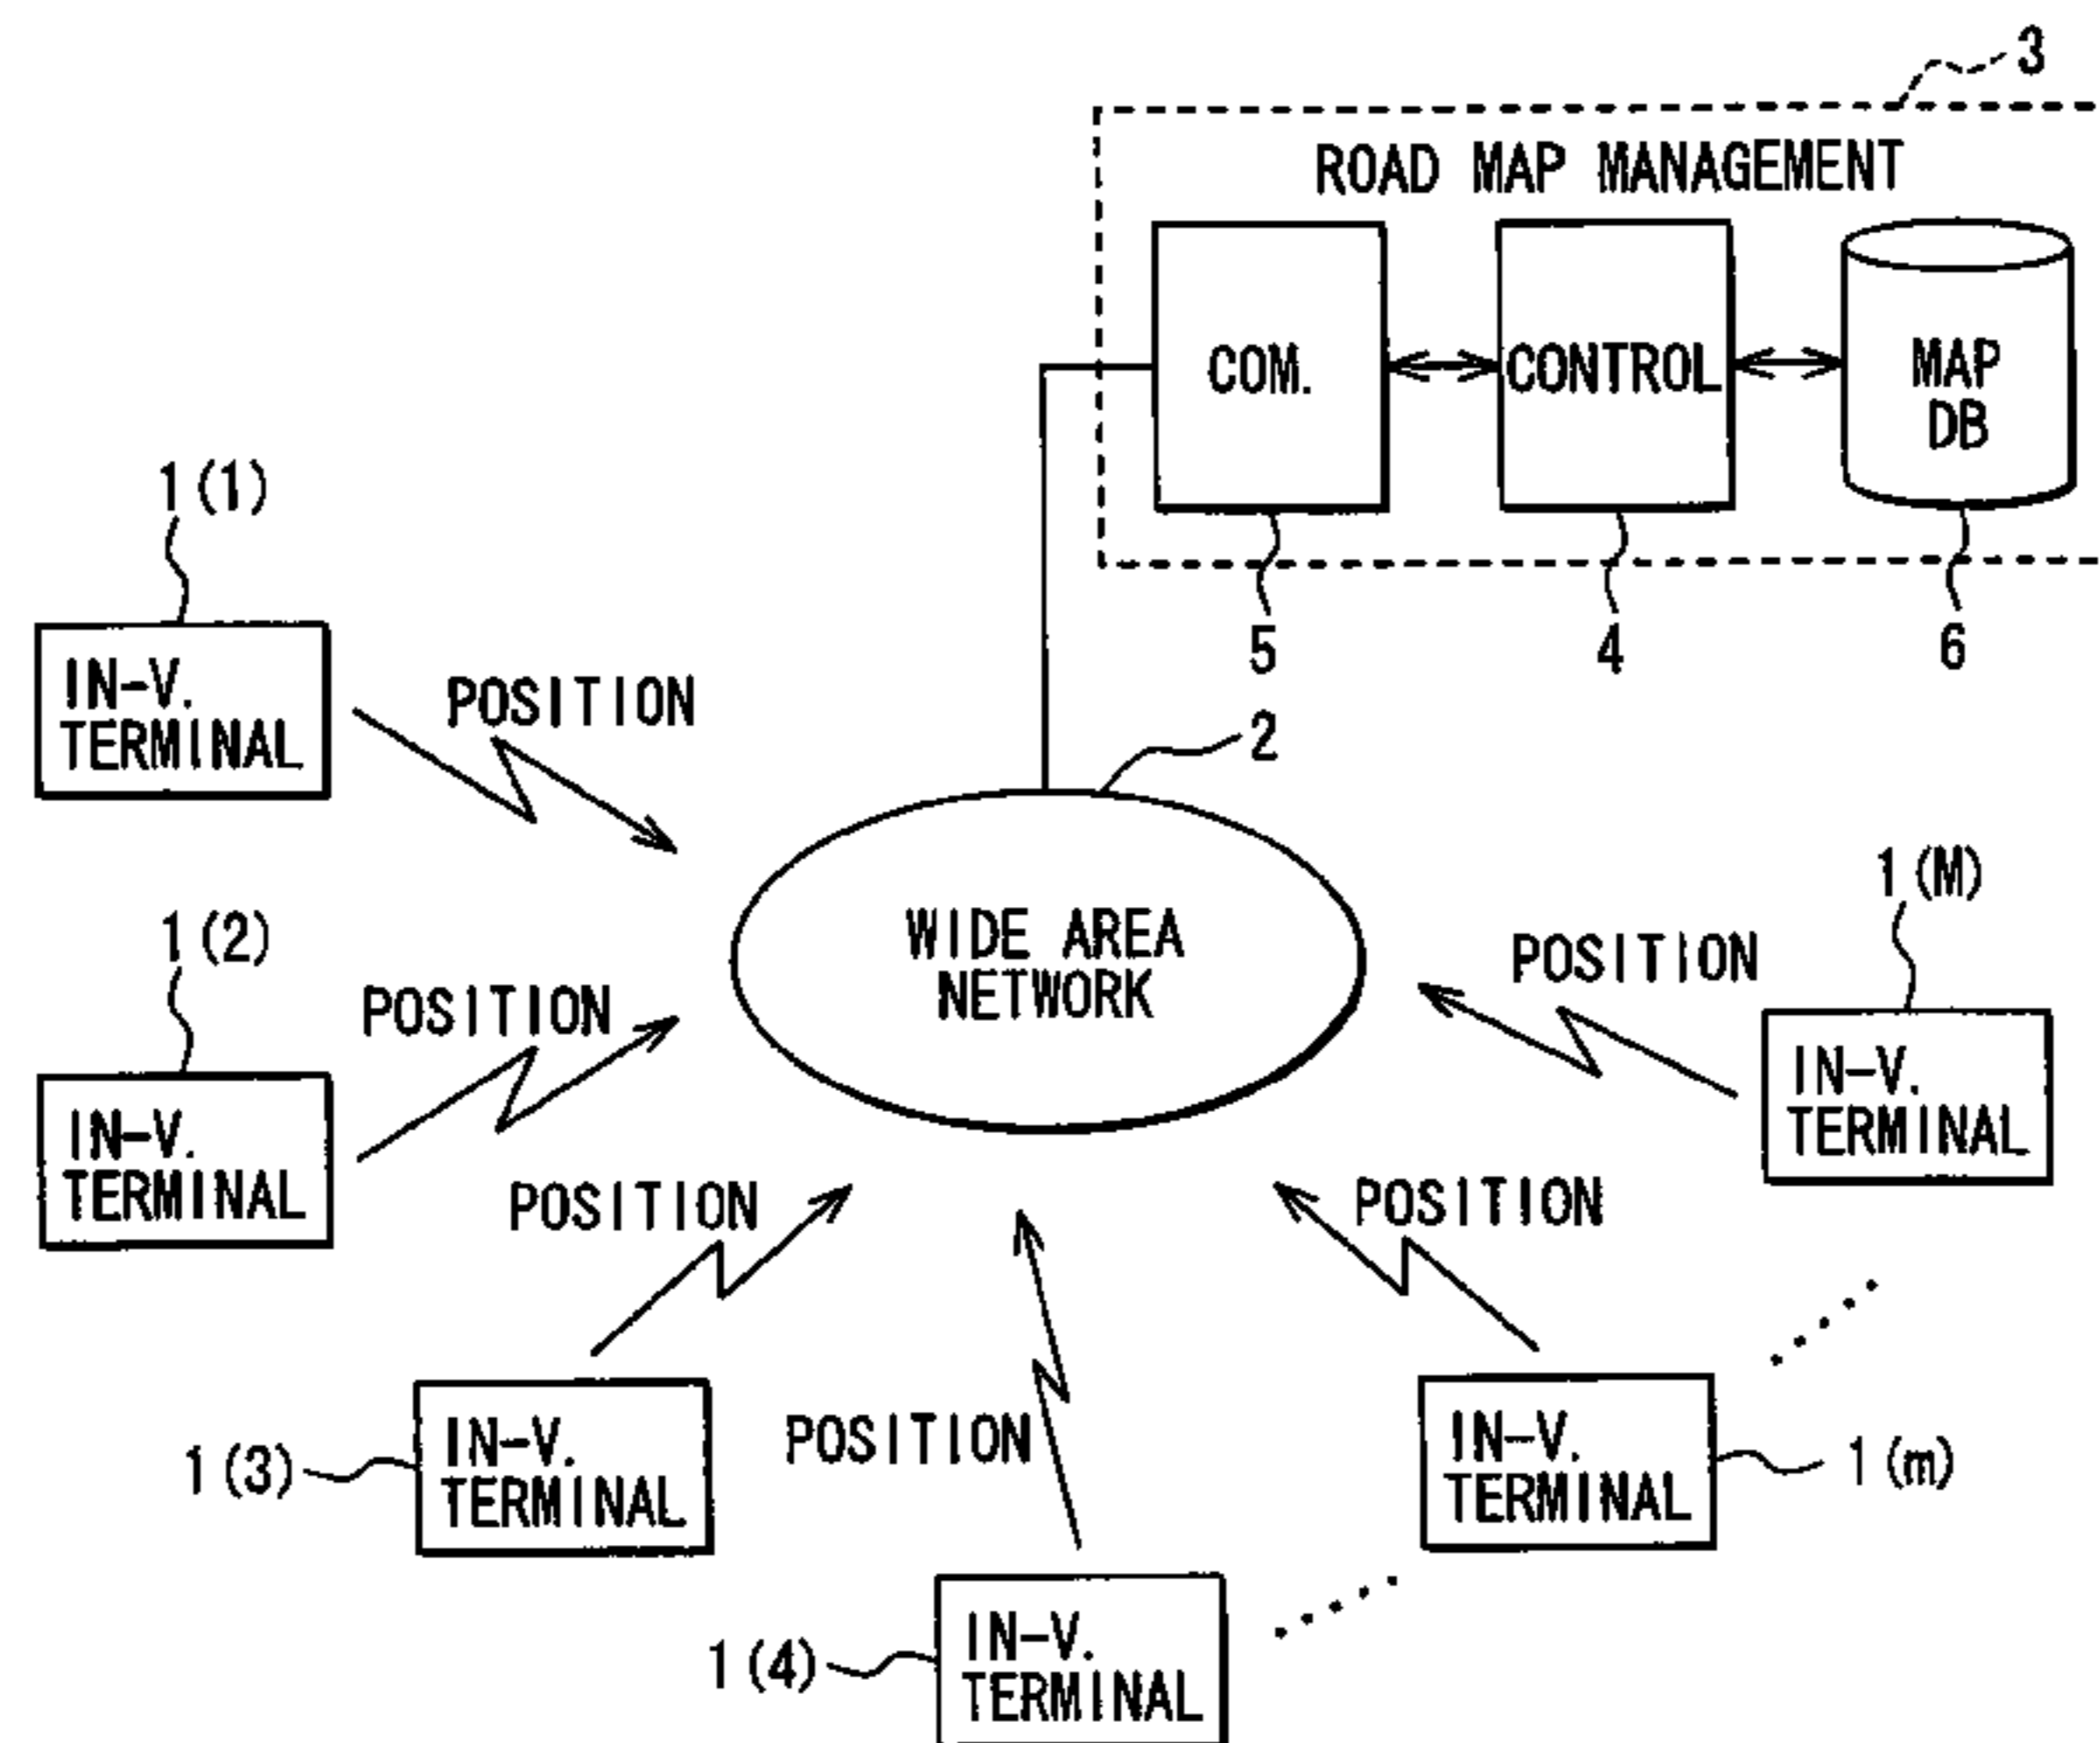 3
ROAD MAP MANAGEMENT
COM.
CONTROL
MAP
DB
5
4
6
1(1)
IN-V.
TERMINAL
POSITION
2
WIDE AREA
NETWORK
1(2)
IN-V.
TERMINAL
POSITION
1(M)
POSITION
IN-V.
TERMINAL
POSITION
1(3)
IN-V.
TERMINAL
POSITION
1(4)
IN-V.
TERMINAL
POSITION
IN-V.
TERMINAL
1(m)